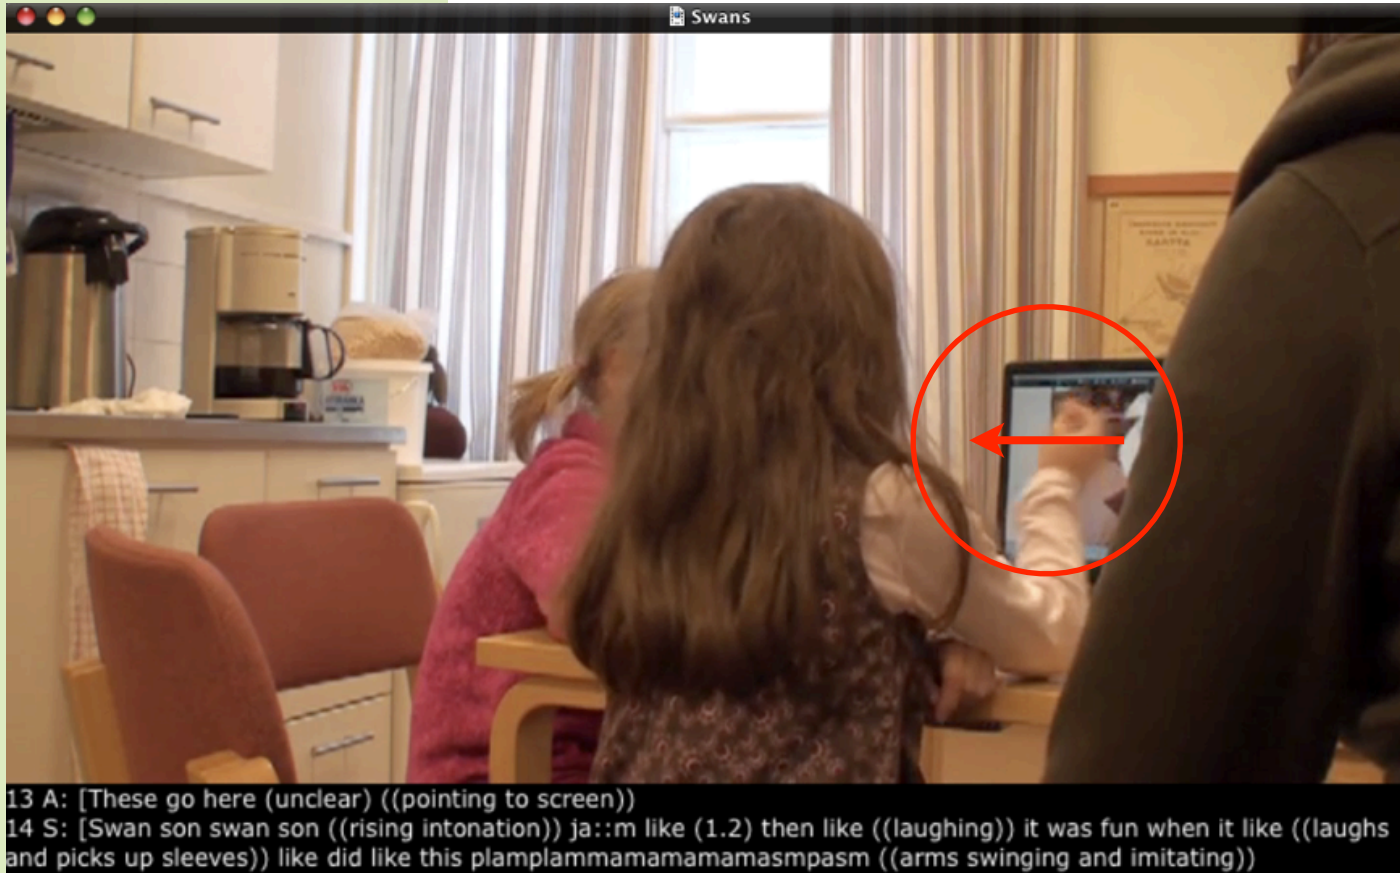 Swans
13 A: [These go here (unclear) ((pointing to screen))
14 S: [Swan son swan son ((rising intonation)) ja::m like (1.2) then like ((laughing)) it was fun when it like ((laughs
and picks up sleeves)) like did like this plamplammamamamamasmpasm ((arms swinging and imitating))